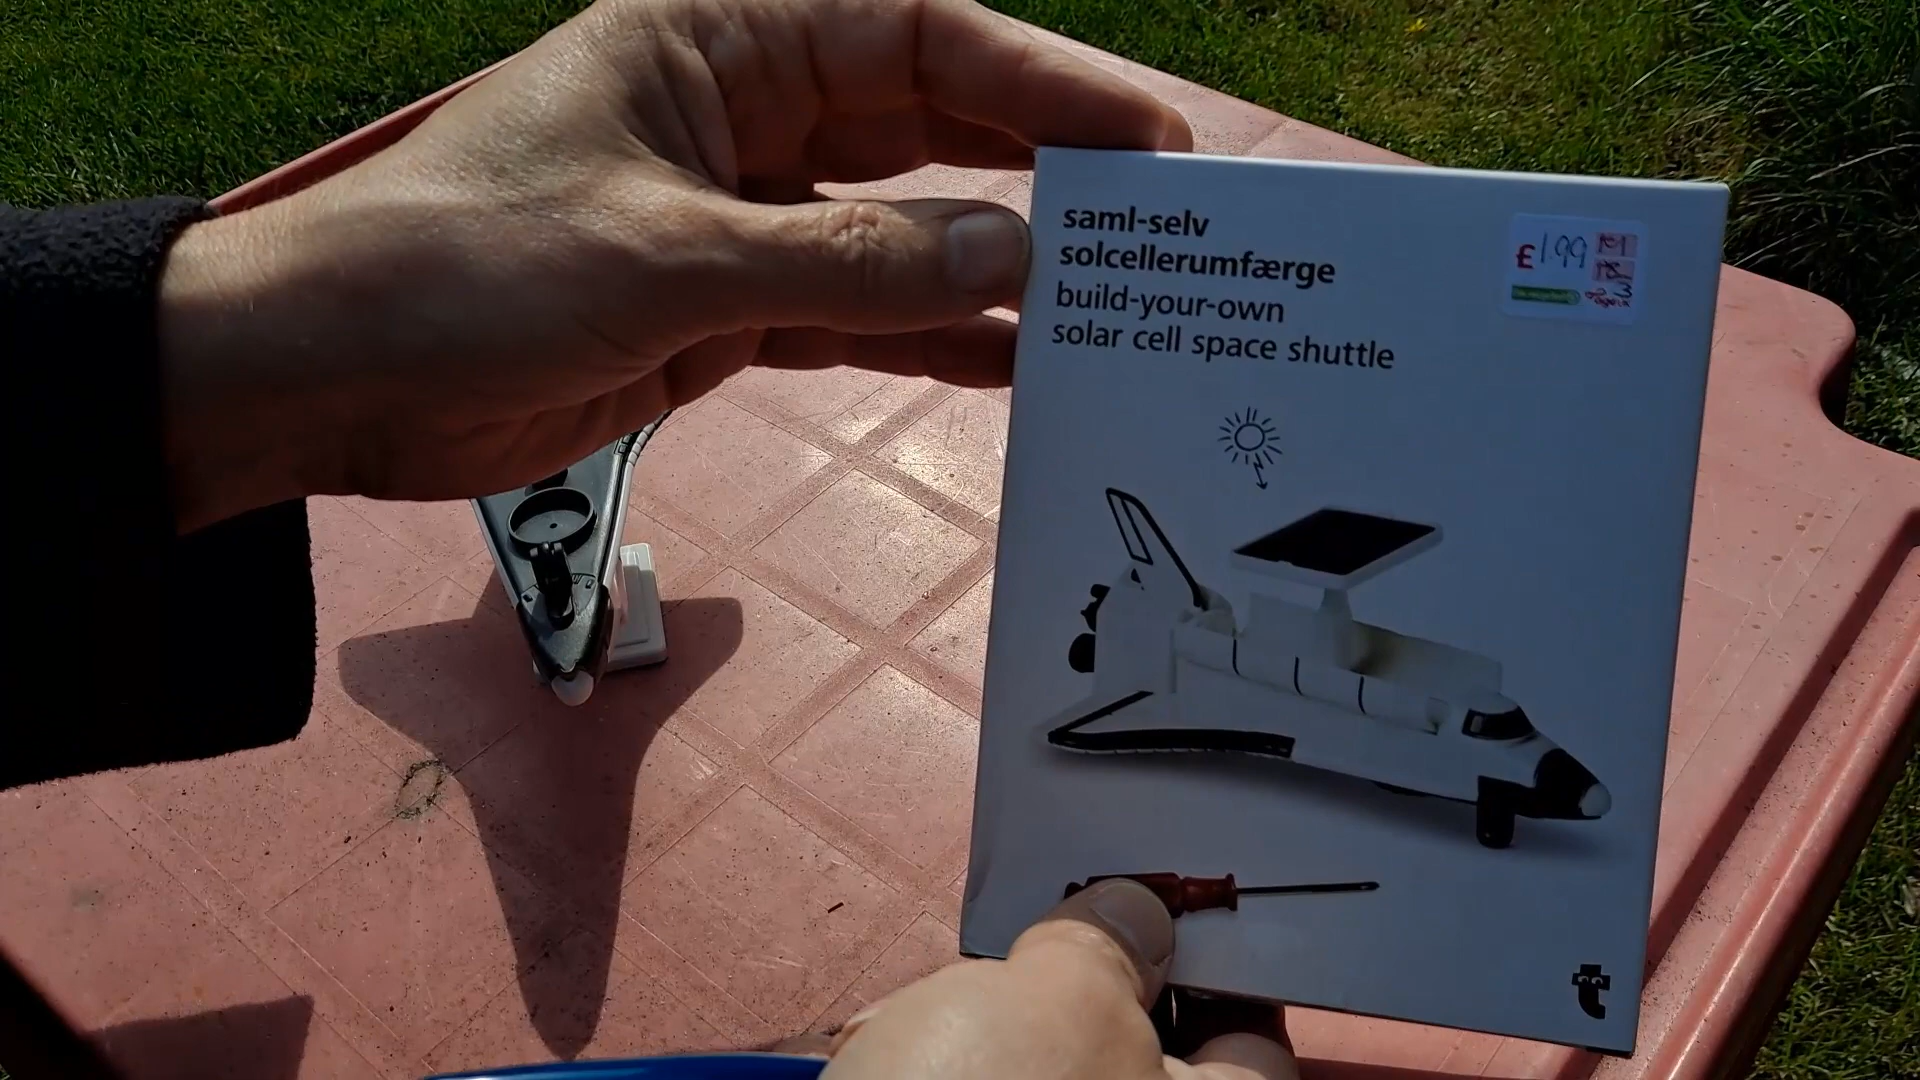 saml-selv
solcellerumfærge
build-your-own
solar cell space shuttle
£1.99